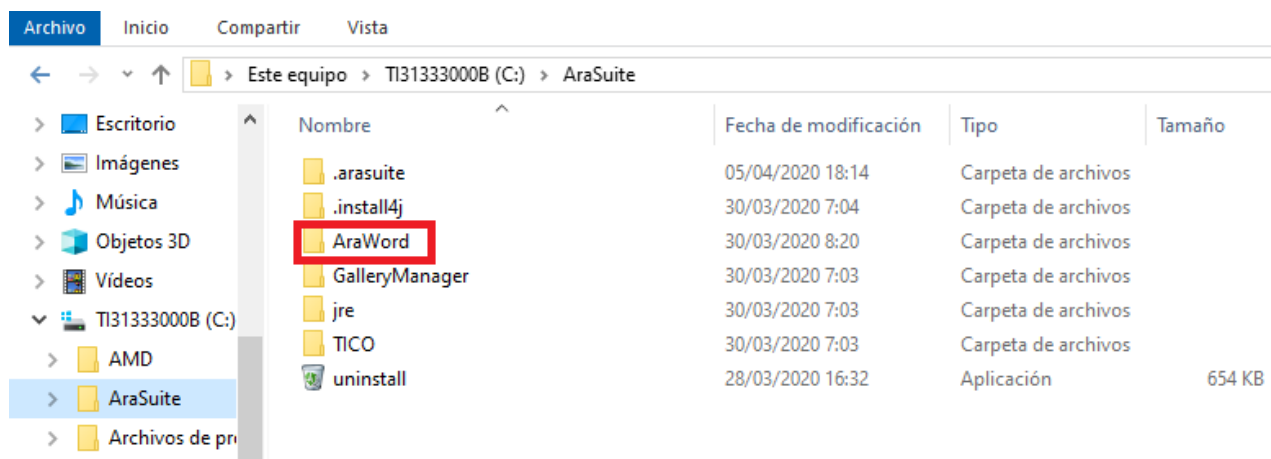 Archivo Inicio Compartir Vista
Este equipo > TI31333000B (C:) > AraSuite
Escritorio
Imágenes
Música
Objetos 3D
Vídeos
TI31333000B (C:)
AMD
AraSuite
Archivos de pr
Nombre Fecha de modificación Tipo Tamaño
.arasuite 05/04/2020 18:14 Carpeta de archivos
.install4j 30/03/2020 7:04 Carpeta de archivos
AraWord 30/03/2020 8:20 Carpeta de archivos
GalleryManager 30/03/2020 7:03 Carpeta de archivos
jre 30/03/2020 7:03 Carpeta de archivos
TICO 30/03/2020 7:03 Carpeta de archivos
uninstall 28/03/2020 16:32 Aplicación 654 KB